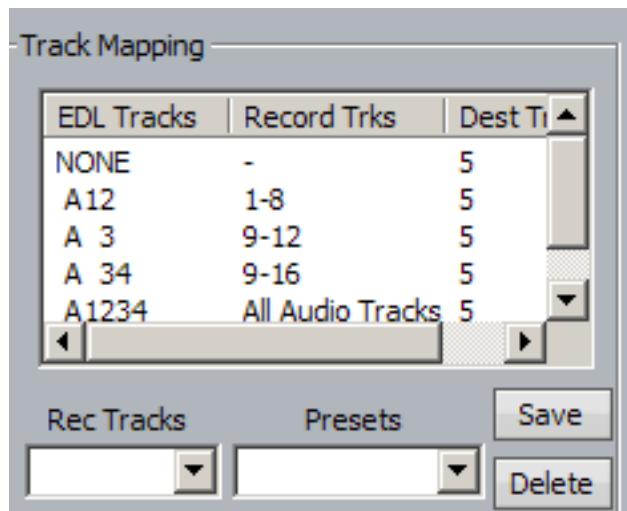 Track Mapping
EDL Tracks Record Trks Dest
NONE - 5
A12 1-8 5
A 3 9-12 5
A 34 9-16 5
A1234 All Audio Tracks 5
Rec Tracks Presets Save
Delete